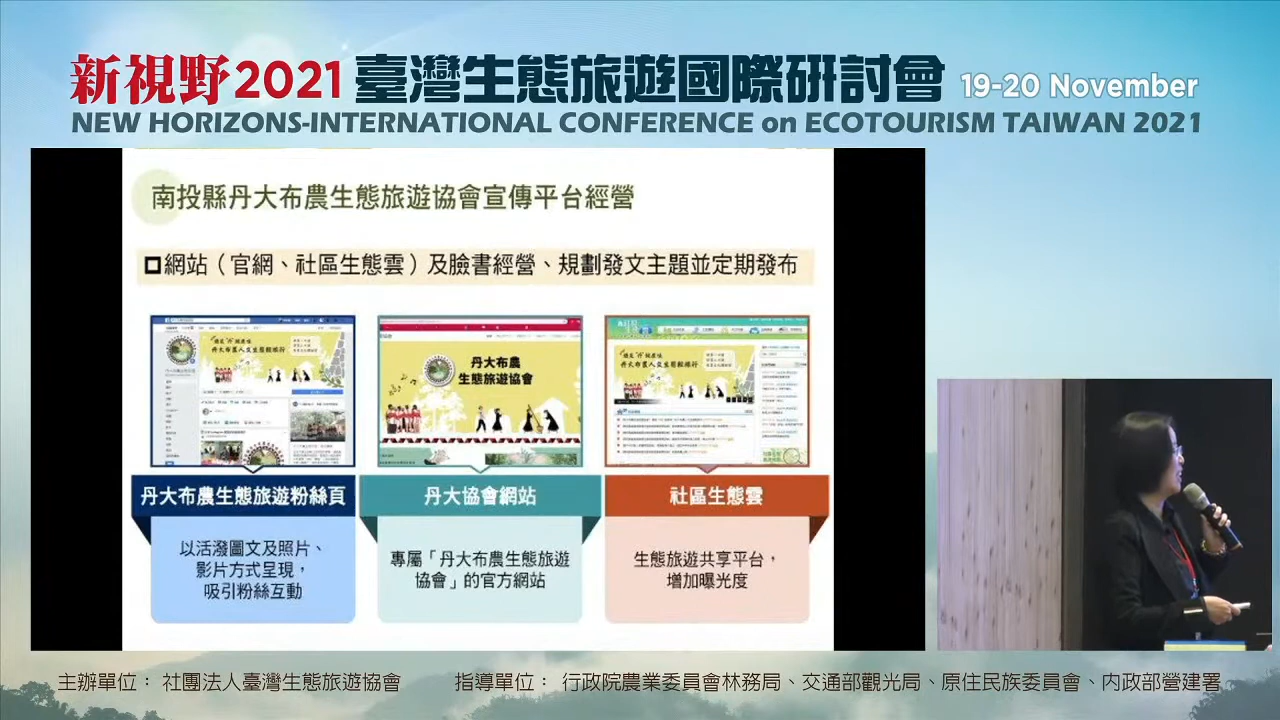 新視野2021臺灣生態旅遊國際研討會 19-20 November
NEW HORIZONS-INTERNATIONAL CONFERENCE on ECOTOURISM TAIWAN 2021
南投縣丹大布農生態旅遊協會宣傳平台經營
網站（官網、社區生態雲）及臉書經營、規劃發文主題並定期發布
丹大布農
生態旅遊協會
丹大布農生態旅遊粉絲頁
以活潑圖文及照片、
影片方式呈現，
吸引粉絲互動
丹大協會網站
專屬「丹大布農生態旅遊
協會」的官方網站
社區生態雲
生態旅遊共享平台，
增加曝光度
主辦單位： 社團法人臺灣生態旅遊協會 指導單位： 行政院農業委員會林務局、交通部觀光局、原住民族委員會、內政部營建署